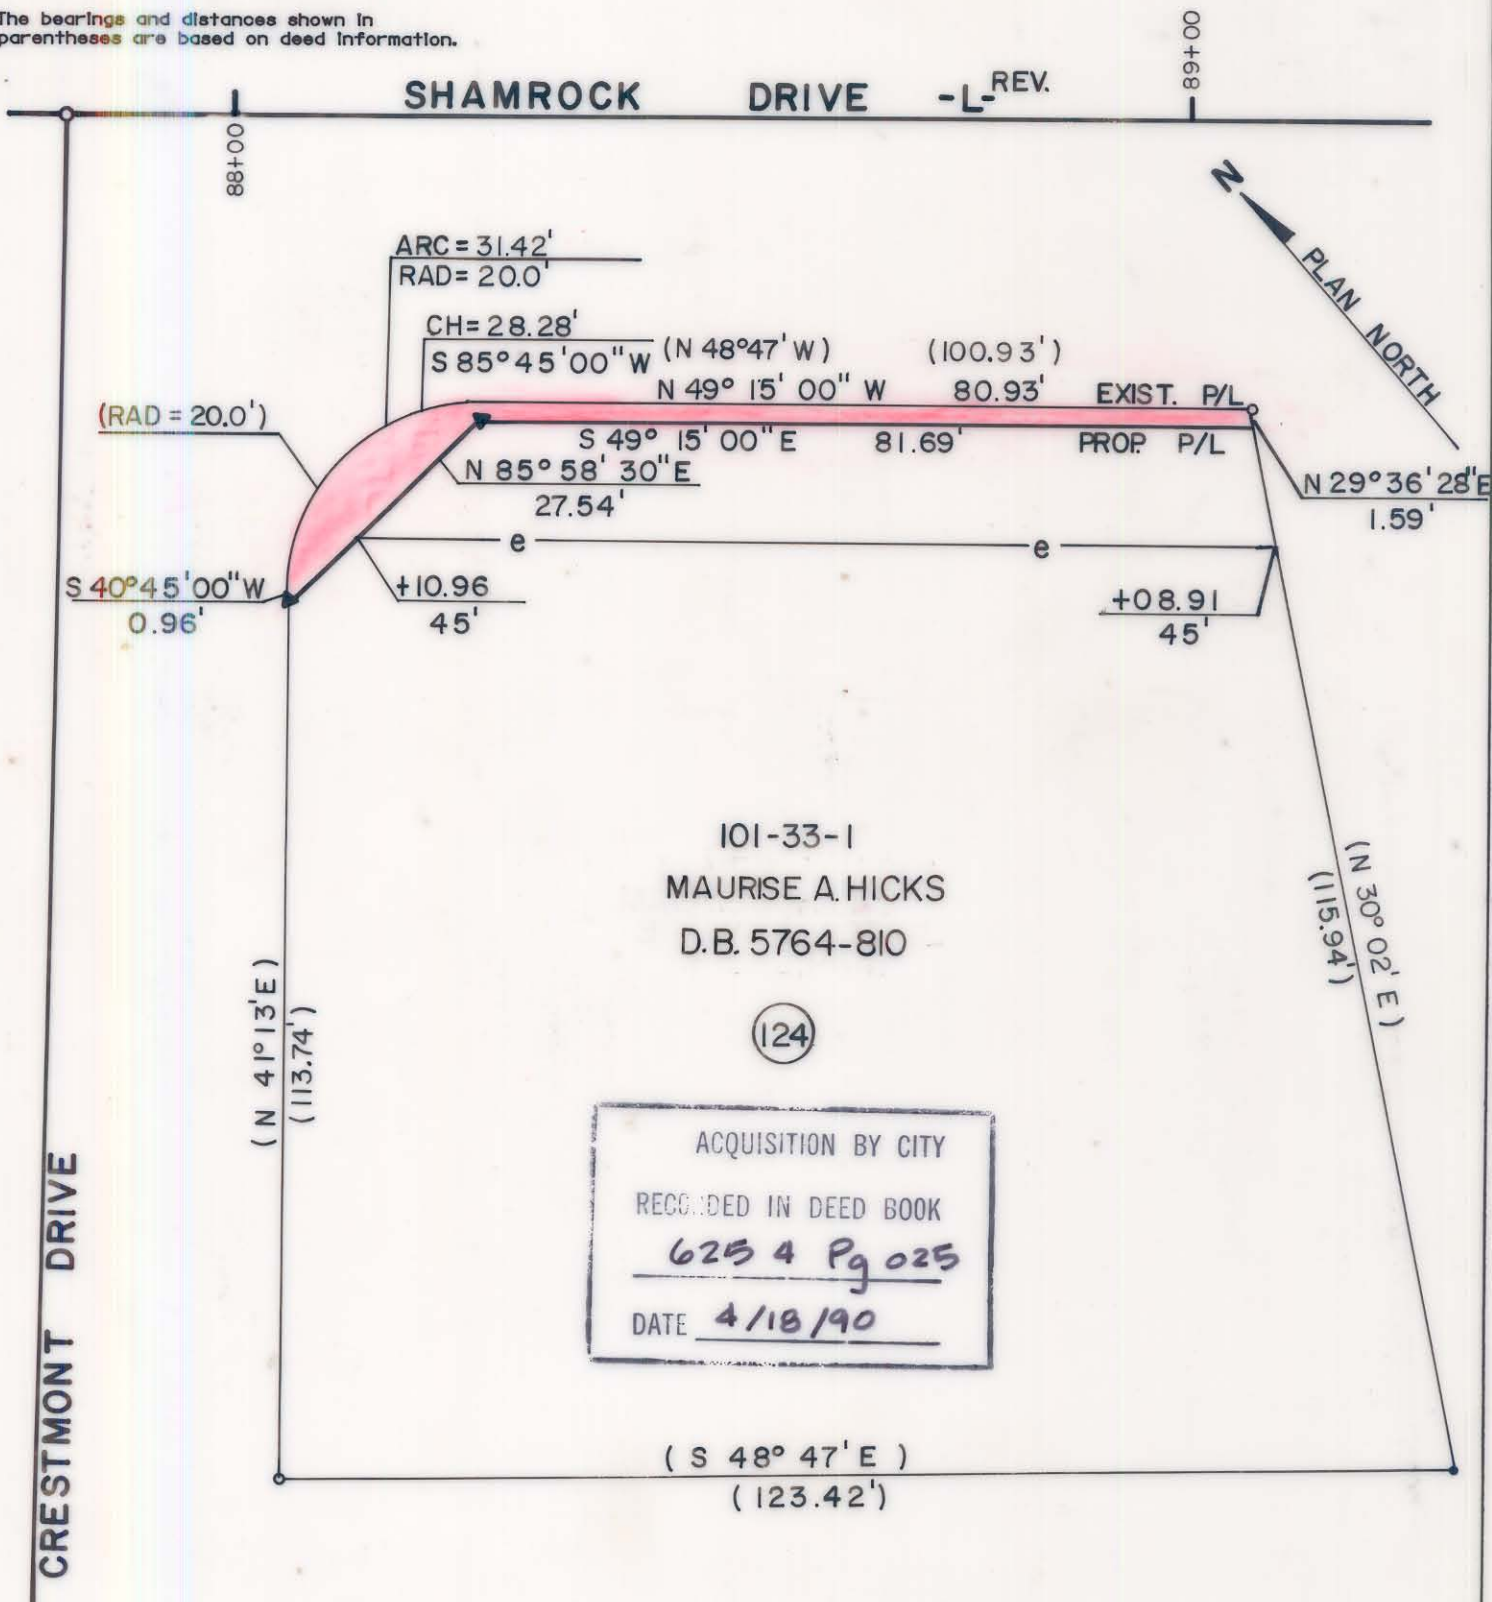 The bearings and distances shown in
parentheses are based on deed information.
SHAMROCK DRIVE -L-REV.
88+00
89+00
N
PLAN NORTH
ARC = 31.42'
RAD = 20.0'
CH = 28.28'
S 85° 45' 00" W
(N 48° 47' W) (100.93')
N 49° 15' 00" W 80.93' EXIST. P/L
(RAD = 20.0')
S 49° 15' 00" E 81.69' PROP. P/L
N 85° 58' 30" E
27.54'
N 29° 36' 28" E
1.59'
e e
S 40° 45' 00" W
0.96'
+10.96
45'
+08.91
45'
101-33-1
MAURISE A. HICKS
D.B. 5764-810
124
(N 30° 02' E)
(115.94')
(N 41° 13' E)
(113.74')
ACQUISITION BY CITY
RECORDED IN DEED BOOK
6254 Pg 025
DATE 4/18/90
CRESTMONT DRIVE
(S 48° 47' E)
(123.42')